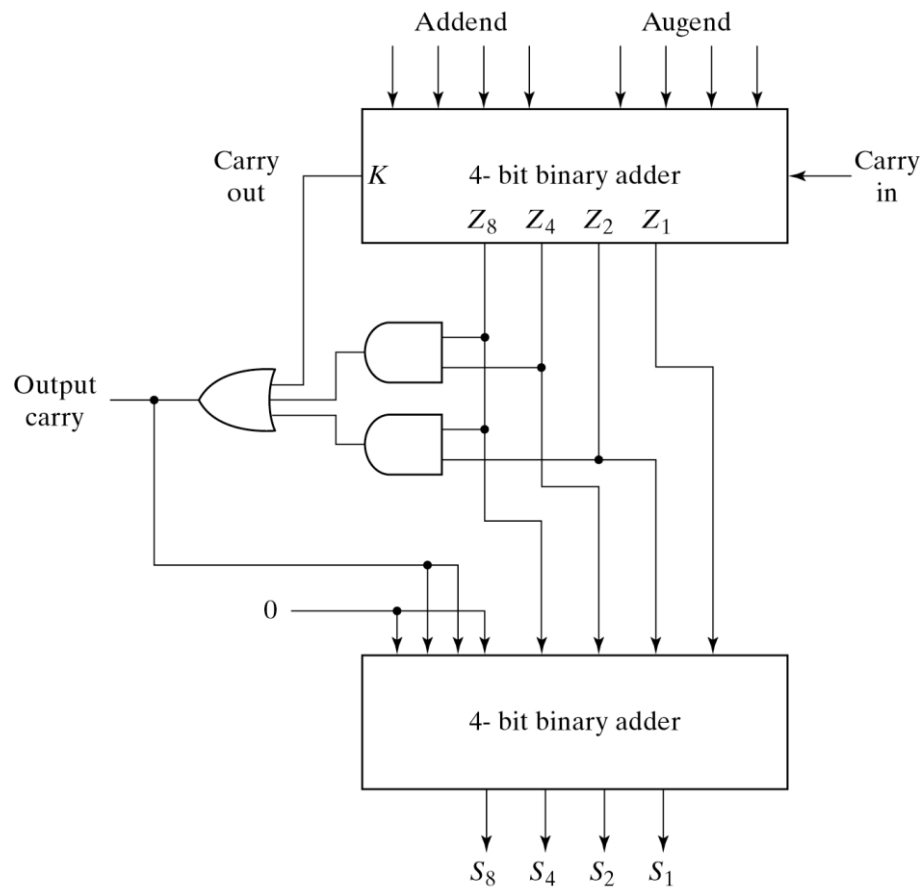 Addend Augend
Carry out
K
4- bit binary adder
Carry in
Z₈ Z₄ Z₂ Z₁
Output carry
0
4- bit binary adder
S₈ S₄ S₂ S₁